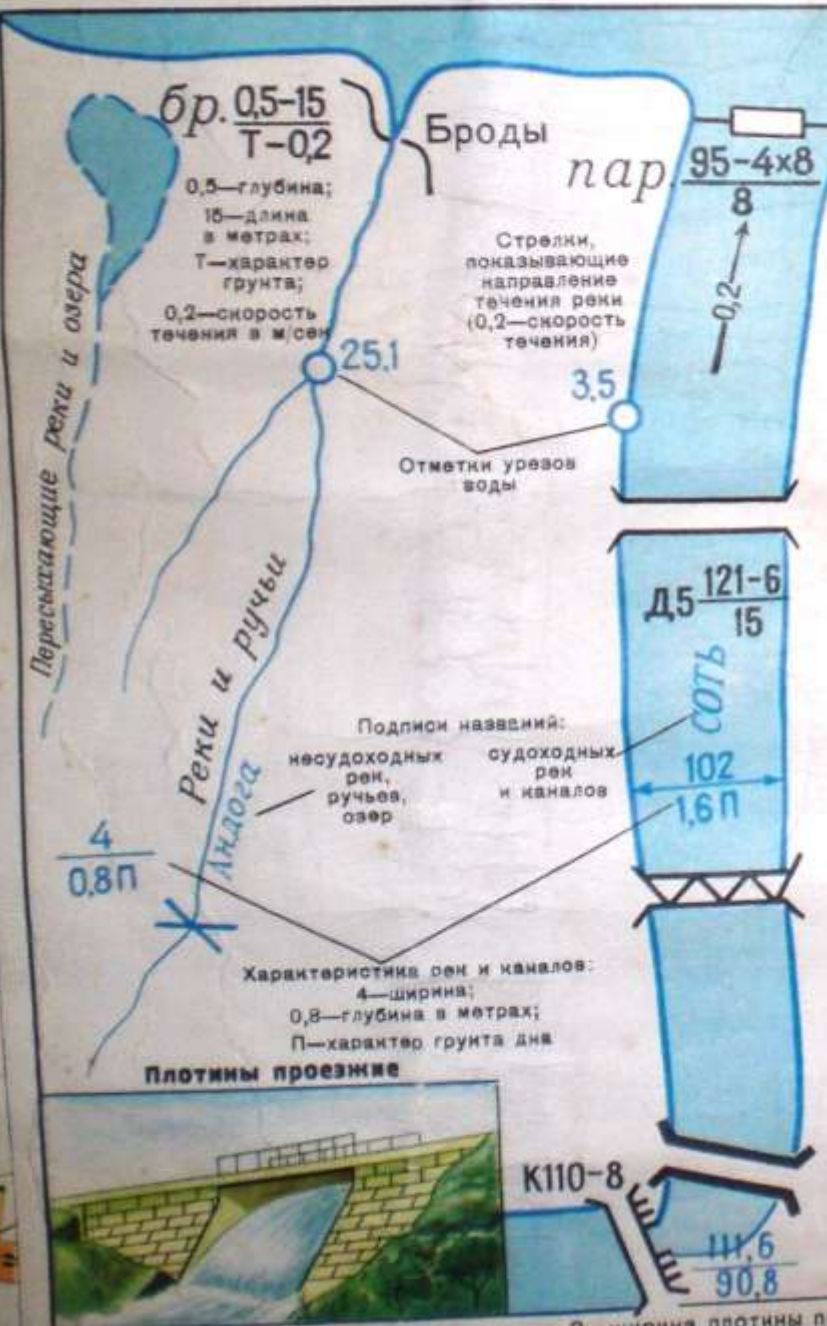 бр. 0,5-15
Т-0,2
Броды
0,5—глубина;
15—длина
в метрах;
Т—характер
грунта;
0,2—скорость
течения в м/сек
пар. 95-4х8
8
Стрелки,
показывающие
направление
течения реки
(0,2—скорость
течения)
0,2
Пересыхающие реки и озера
25,1
3,5
Отметки урезов
воды
Реки и ручьи
Д5 121-6
15
СОТЬ
Подписи названий:
несудоходных
рек,
ручьев,
озер
судоходных
рек
и каналов
Андога
102
1,6 П
4
0,8 П
Характеристика рек и каналов:
4—ширина;
0,8—глубина в метрах;
П—характер грунта дна
Плотины проезжие
К110-8
111,6
90,8
ширина плотины п